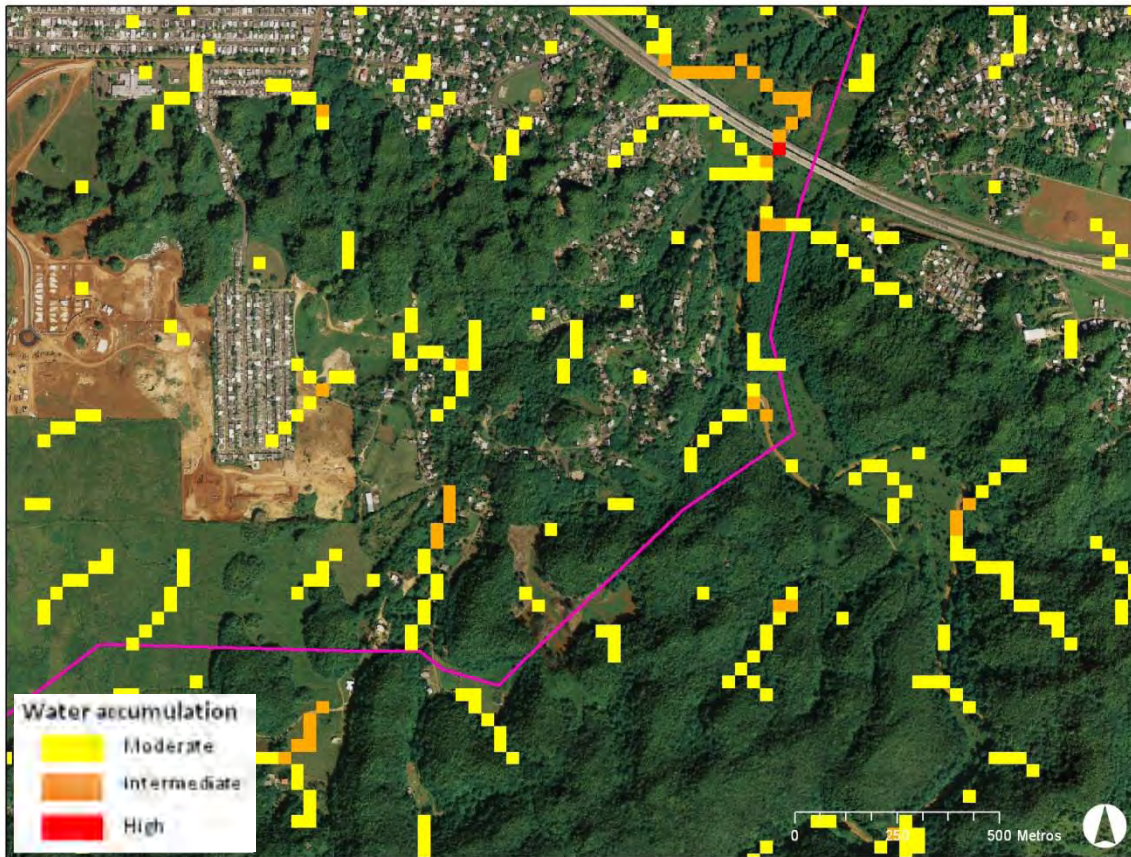 Water accumulation
Moderate
Intermediate
High
0 250 500 Metros